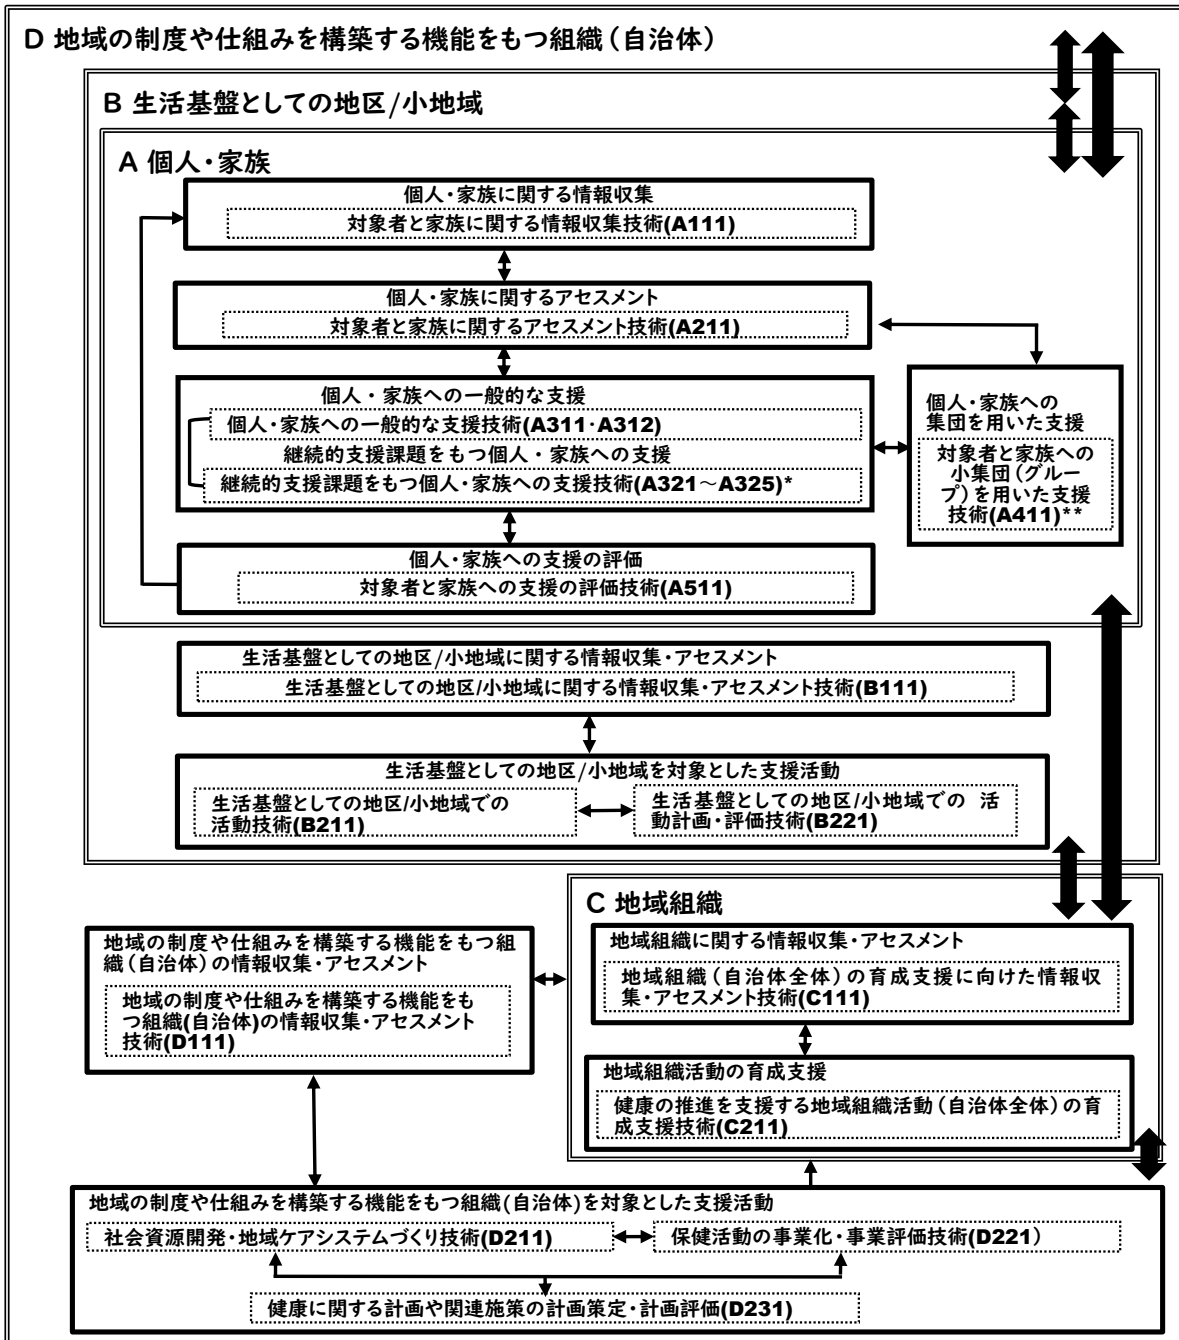 D 地域の制度や仕組みを構築する機能をもつ組織（自治体）
B 生活基盤としての地区/小地域
A 個人・家族
個人・家族に関する情報収集
対象者と家族に関する情報収集技術(A111)
個人・家族に関するアセスメント
対象者と家族に関するアセスメント技術(A211)
個人・家族への一般的な支援
個人・家族への一般的な支援技術(A311・A312)
継続的支援課題をもつ個人・家族への支援
継続的支援課題をもつ個人・家族への支援技術(A321～A325)*
個人・家族への
集団を用いた支援
対象者と家族への
小集団（グルー
プ）を用いた支援
技術(A411)**
個人・家族への支援の評価
対象者と家族への支援の評価技術(A511)
生活基盤としての地区/小地域に関する情報収集・アセスメント
生活基盤としての地区/小地域に関する情報収集・アセスメント技術(B111)
生活基盤としての地区/小地域を対象とした支援活動
生活基盤としての地区/小地域での
活動技術(B211)
生活基盤としての地区/小地域での 活
動計画・評価技術(B221)
C 地域組織
地域組織に関する情報収集・アセスメント
地域組織（自治体全体）の育成支援に向けた情報収
集・アセスメント技術(C111)
地域組織活動の育成支援
健康の推進を支援する地域組織活動（自治体全体）の育
成支援技術(C211)
地域の制度や仕組みを構築する機能をもつ組
織（自治体）の情報収集・アセスメント
地域の制度や仕組みを構築する機能をも
つ組織(自治体)の情報収集・アセスメント
技術(D111)
地域の制度や仕組みを構築する機能をもつ組織(自治体)を対象とした支援活動
社会資源開発・地域ケアシステムづくり技術(D211)
保健活動の事業化・事業評価技術(D221）
健康に関する計画や関連施策の計画策定・計画評価(D231)